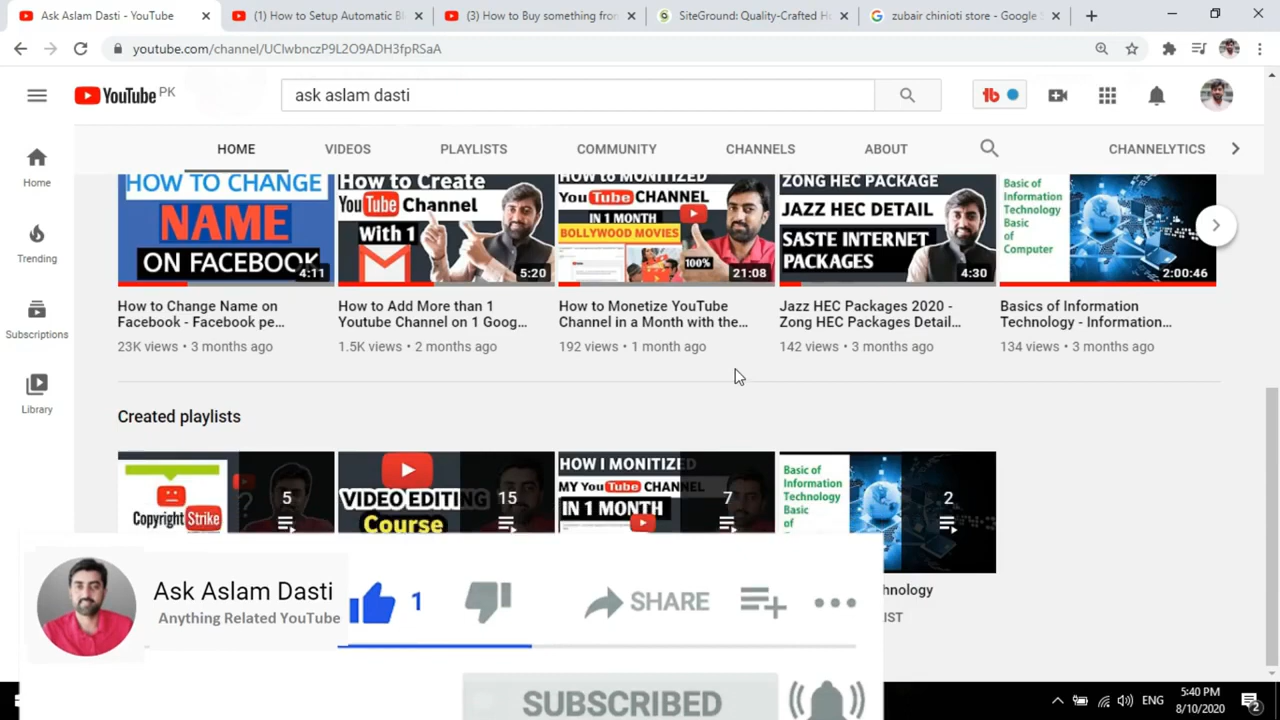 Ask Aslam Dasti - YouTube
(1) How to Setup Automatic Bl
(3) How to Buy something from
SiteGround: Quality-Crafted Ho
zubair chinioti store - Google S
youtube.com/channel/UClwbnczP9L2O9ADH3fpRSaA
YouTube PK
ask aslam dasti
HOME
VIDEOS
PLAYLISTS
COMMUNITY
CHANNELS
ABOUT
CHANNELYTICS
Home
Trending
Subscriptions
Library
HOW TO CHANGE
NAME
ON FACEBOOK
4:11
How to Create
YouTube Channel
With 1
5:20
How to MONITIZED
YouTube CHANNEL
IN 1 MONTH
BOLLYWOOD MOVIES
100%
21:08
ZONG HEC PACKAGE
JAZZ HEC DETAIL
SASTE INTERNET
PACKAGES
4:30
Basic of
Information
Technology
Basic of
Computer
2:00:46
How to Change Name on
Facebook - Facebook pe...
23K views • 3 months ago
How to Add More than 1
Youtube Channel on 1 Goog...
1.5K views • 2 months ago
How to Monetize YouTube
Channel in a Month with the...
192 views • 1 month ago
Jazz HEC Packages 2020 -
Zong HEC Packages Detail...
142 views • 3 months ago
Basics of Information
Technology - Information...
134 views • 3 months ago
Created playlists
Copyright Strike
5
VIDEO EDITING
Course
15
HOW I MONITIZED
MY YouTube CHANNEL
IN 1 MONTH
7
Basic of
Information
Technology
Basic of
2
hnology
IST
Ask Aslam Dasti
Anything Related YouTube
1
SHARE
SUBSCRIBED
ENG
5:40 PM
8/10/2020
2